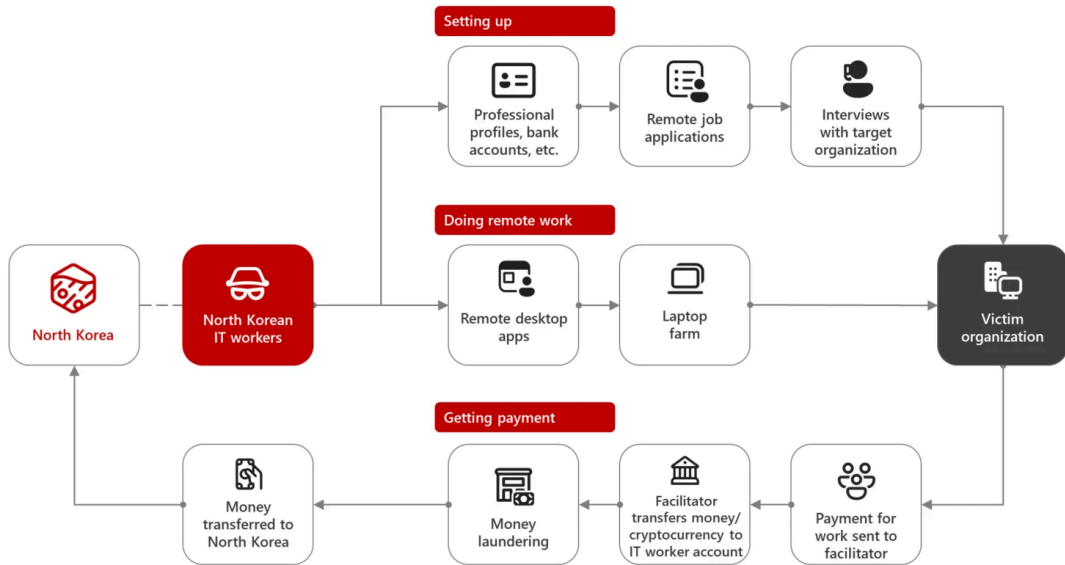 Setting up
Professional
profiles, bank
accounts, etc.
Remote job
applications
Interviews
with target
organization
Doing remote work
North Korea
North Korean
IT workers
Remote desktop
apps
Laptop
farm
Victim
organization
Getting payment
Money
transferred to
North Korea
Money
laundering
Facilitator
transfers money/
cryptocurrency to
IT worker account
Payment for
work sent to
facilitator